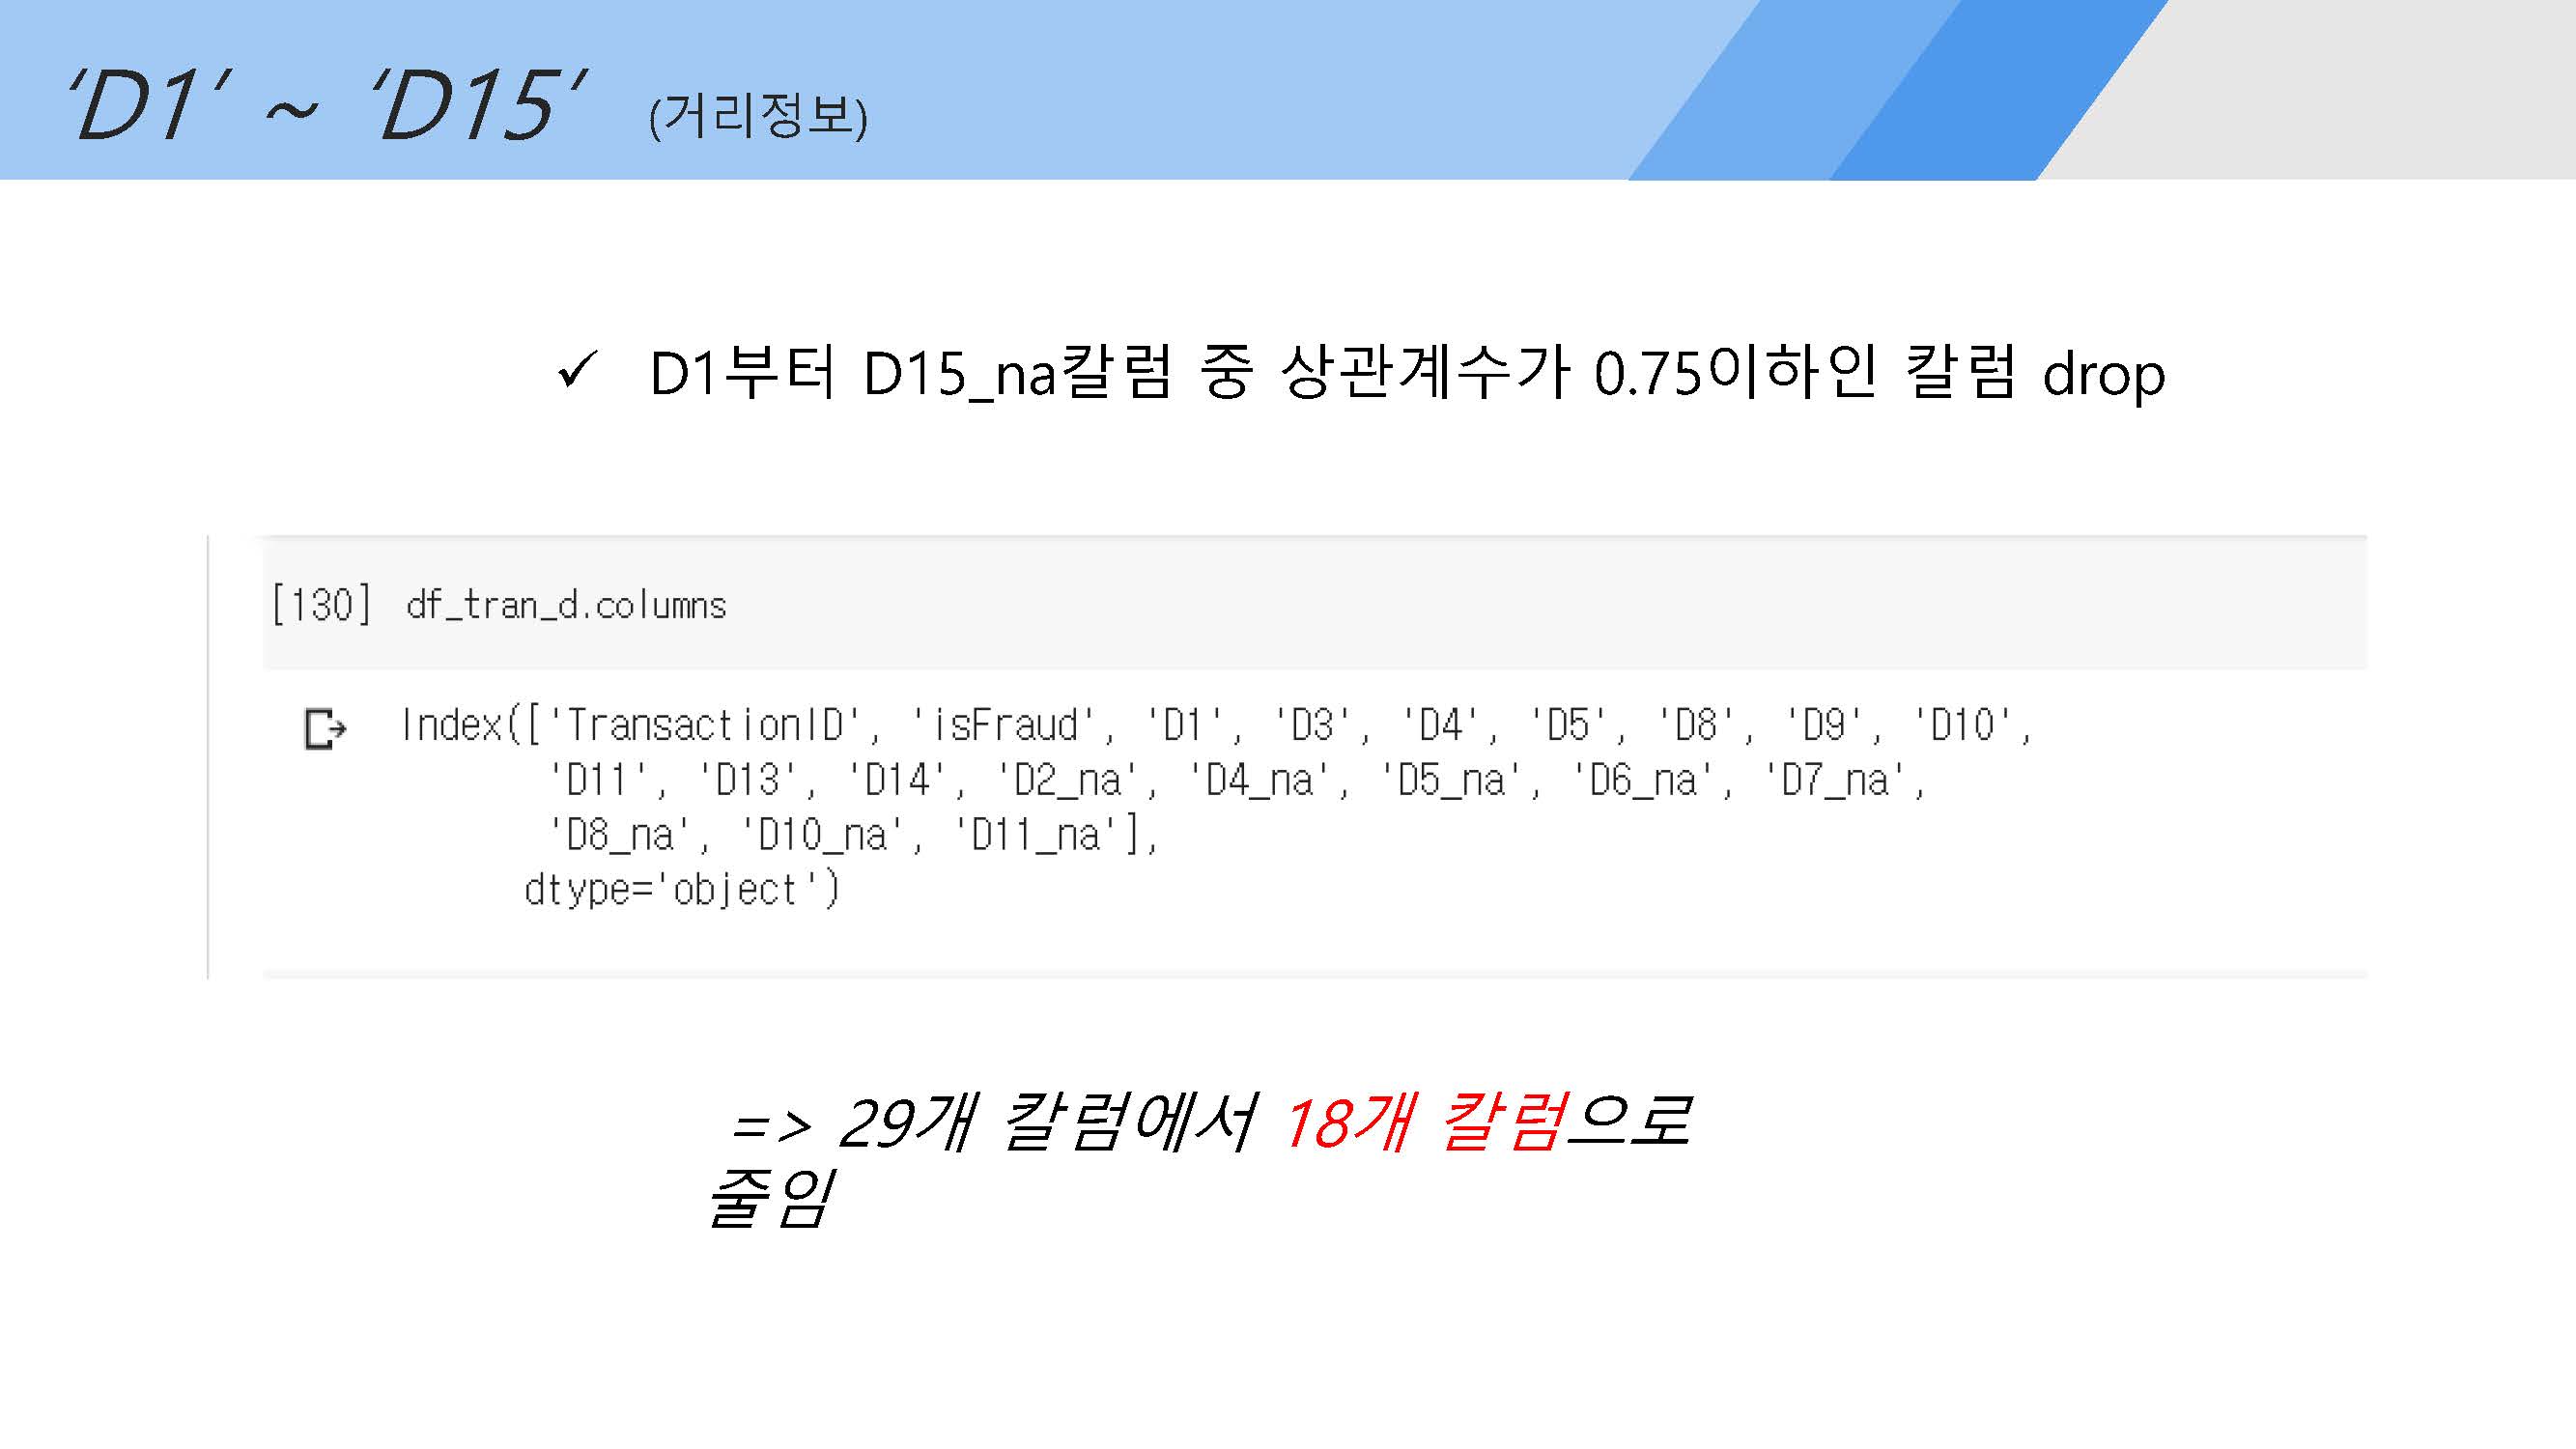 ‘D1’ ~ ‘D15’ (거리정보)
✓ D1부터 D15_na칼럼 중 상관계수가 0.75이하인 칼럼 drop
[130] df_tran_d.columns
Index(['TransactionID', 'isFraud', 'D1', 'D3', 'D4', 'D5', 'D8', 'D9', 'D10',
'D11', 'D13', 'D14', 'D2_na', 'D4_na', 'D5_na', 'D6_na', 'D7_na',
'D8_na', 'D10_na', 'D11_na'],
dtype='object')
=> 29개 칼럼에서 18개 칼럼으로
줄임